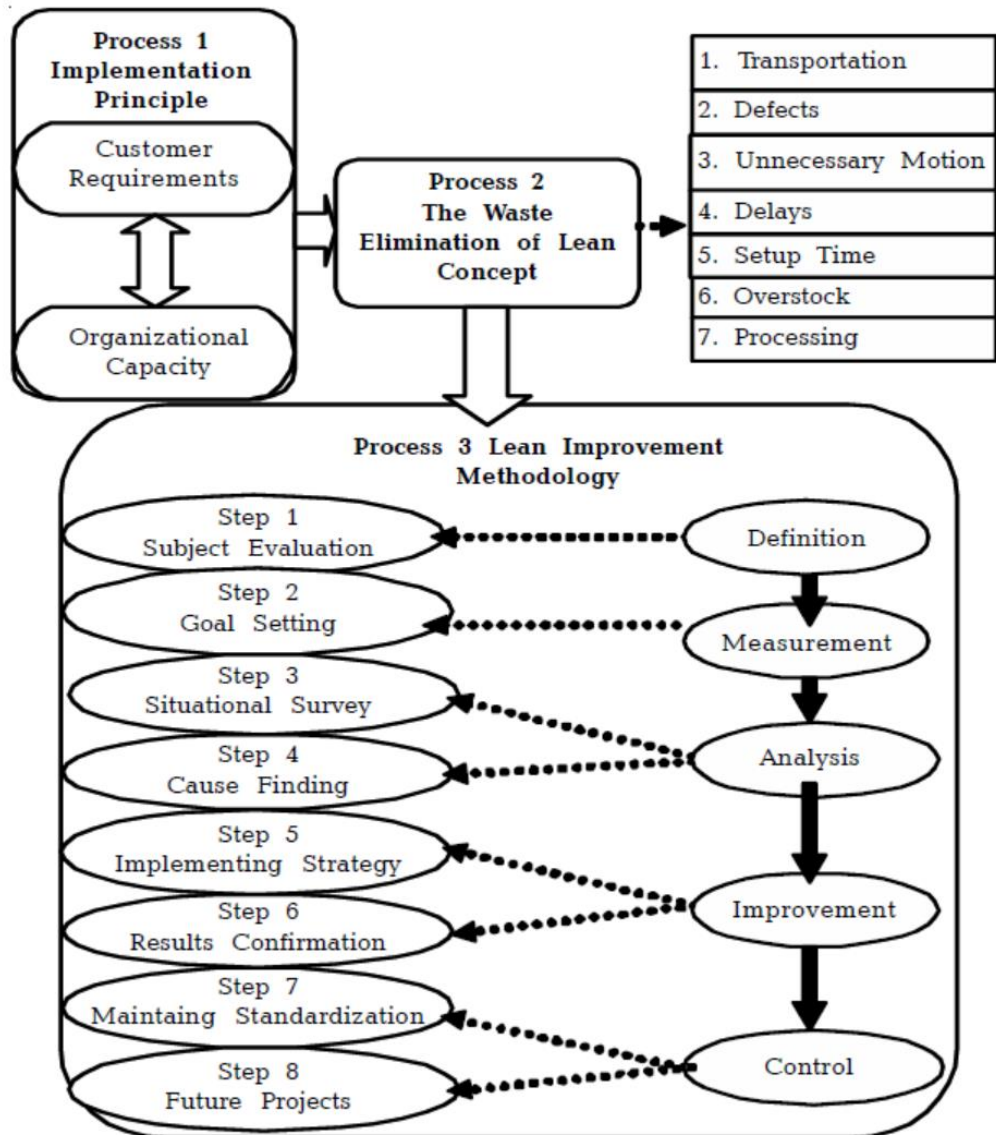 Process 1
Implementation
Principle
Customer
Requirements
Organizational
Capacity
Process 2
The Waste
Elimination of Lean
Concept
1. Transportation
2. Defects
3. Unnecessary Motion
4. Delays
5. Setup Time
6. Overstock
7. Processing
Process 3 Lean Improvement
Methodology
Step 1
Subject Evaluation
Step 2
Goal Setting
Step 3
Situational Survey
Step 4
Cause Finding
Step 5
Implementing Strategy
Step 6
Results Confirmation
Step 7
Maintaing Standardization
Step 8
Future Projects
Definition
Measurement
Analysis
Improvement
Control